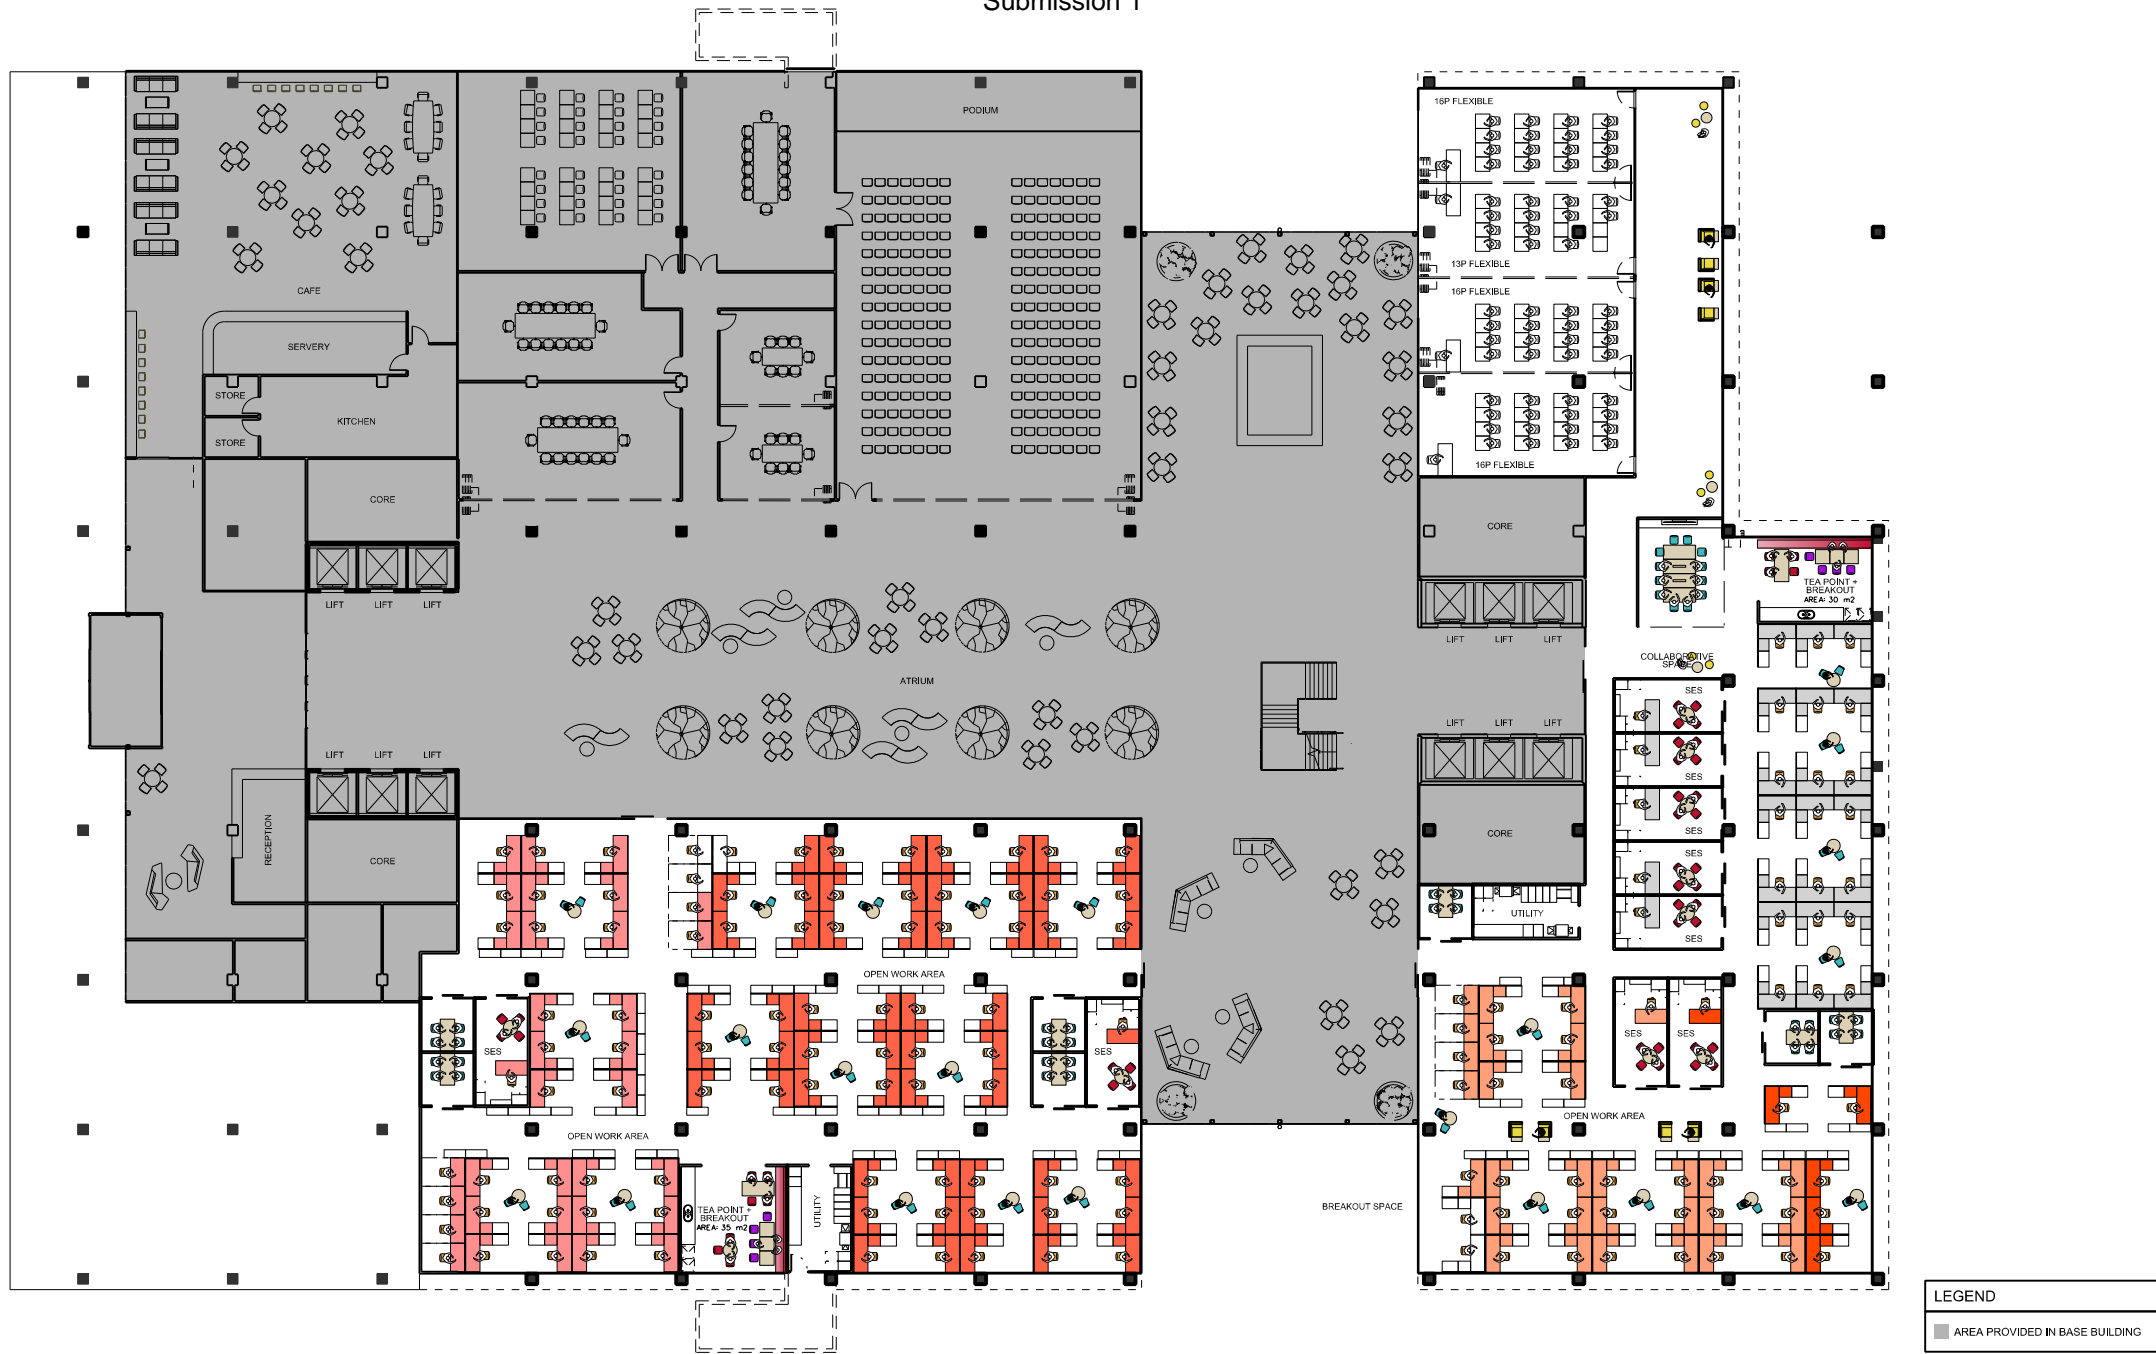 Submission 1
PODIUM
16P FLEXIBLE
13P FLEXIBLE
16P FLEXIBLE
16P FLEXIBLE
CAFE
SERVERY
STORE
KITCHEN
STORE
CORE
CORE
LIFT LIFT LIFT
LIFT LIFT LIFT
TEA POINT +
BREAKOUT
AREA: 30 m2
COLLABORATIVE
SPACE
ATRIUM
SES
SES
SES
SES
SES
LIFT LIFT LIFT
LIFT LIFT LIFT
RECEPTION
CORE
CORE
UTILITY
OPEN WORK AREA
SES
SES
SES
SES
OPEN WORK AREA
OPEN WORK AREA
TEA POINT +
BREAKOUT
AREA: 35 m2
UTILITY
BREAKOUT SPACE
LEGEND
AREA PROVIDED IN BASE BUILDING